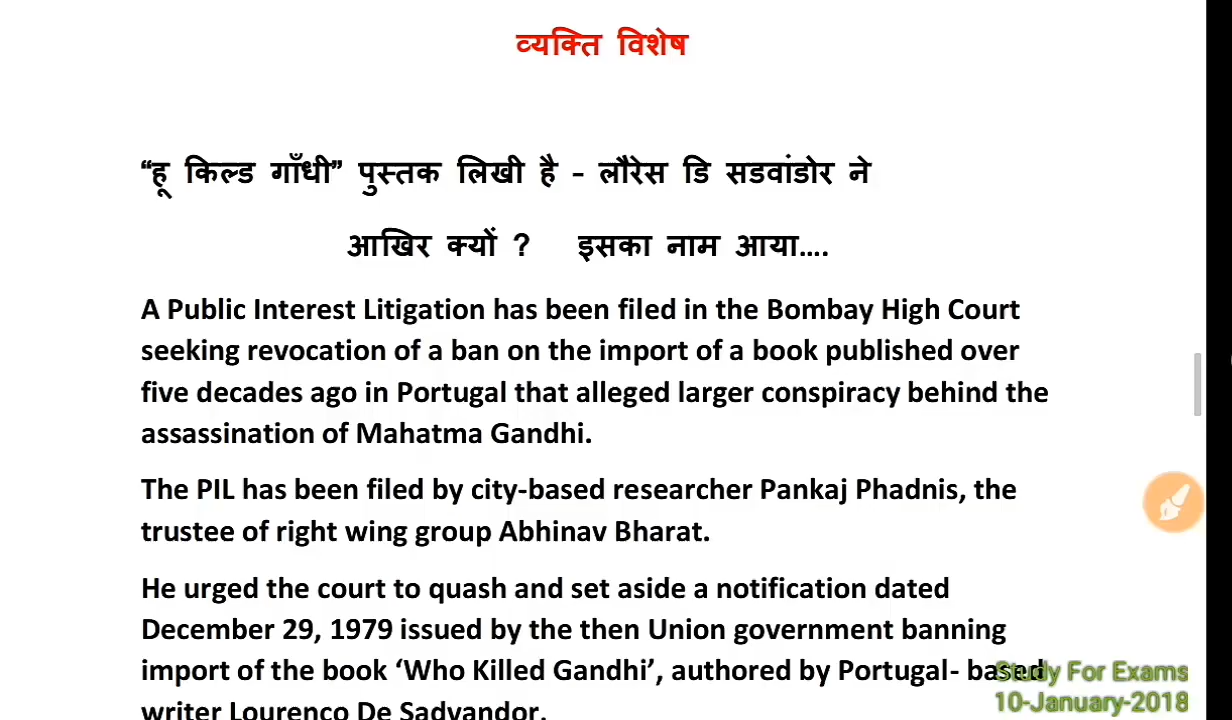 व्यक्ति विशेष
“हू किल्ड गाँधी” पुस्तक लिखी है - लौरेस डि सडवांडोर ने
आखिर क्यों ? इसका नाम आया....
A Public Interest Litigation has been filed in the Bombay High Court
seeking revocation of a ban on the import of a book published over
five decades ago in Portugal that alleged larger conspiracy behind the
assassination of Mahatma Gandhi.
The PIL has been filed by city-based researcher Pankaj Phadnis, the
trustee of right wing group Abhinav Bharat.
He urged the court to quash and set aside a notification dated
December 29, 1979 issued by the then Union government banning
import of the book ‘Who Killed Gandhi’, authored by Portugal- based
writer Lourenco De Sadvandor.
Study For Exams
10-January-2018